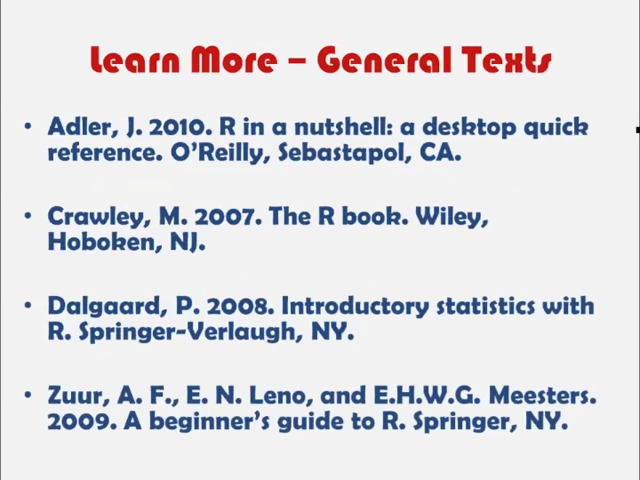 Learn More – General Texts
• Adler, J. 2010. R in a nutshell: a desktop quick
reference. O'Reilly, Sebastapol, CA.
• Crawley, M. 2007. The R book. Wiley,
Hoboken, NJ.
• Dalgaard, P. 2008. Introductory statistics with
R. Springer-Verlaugh, NY.
• Zuur, A. F., E. N. Leno, and E.H.W.G. Meesters.
2009. A beginner's guide to R. Springer, NY.